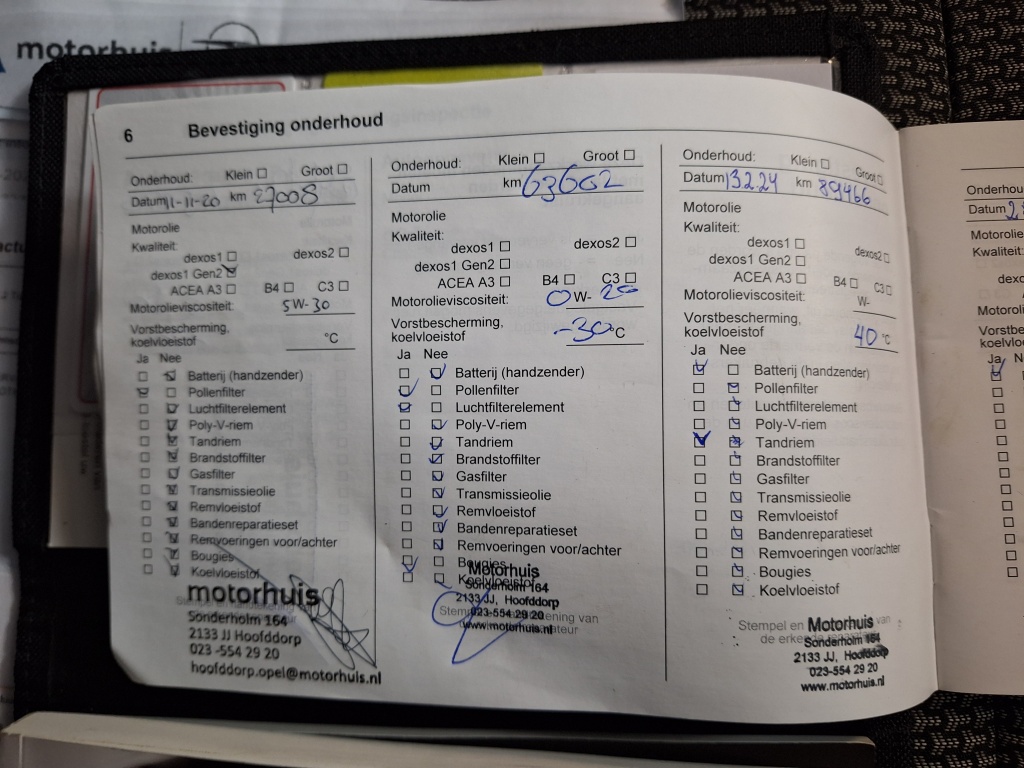 motorhuis
6 Bevestiging onderhoud
Onderhoud: Klein ☐ Groot ☐
Datum 11-11-20 km 27008
Motorolie
Kwaliteit:
dexos1 ☐ dexos2 ☐
dexos1 Gen2 ☑
ACEA A3 ☐ B4 ☐ C3 ☐
Motorolieviscositeit: 5W-30
Vorstbescherming,
koelvloeistof °C
Ja Nee
Batterij (handzender)
Pollenfilter
Luchtfilterelement
Poly-V-riem
Tandriem
Brandstoffilter
Gasfilter
Transmissieolie
Remvloeistof
Bandenreparatieset
Remvoeringen voor/achter
Bougies
Koelvloeistof
motorhuis
Sonderholm 164
2133 JJ Hoofddorp
023 -554 29 20
hoofddorp.opel@motorhuis.nl
Onderhoud: Klein ☐ Groot ☐
Datum km 63602
Motorolie
Kwaliteit:
dexos1 ☐ dexos2 ☐
dexos1 Gen2 ☐
ACEA A3 ☐ B4 ☐ C3 ☐
Motorolieviscositeit: 0W-20
Vorstbescherming,
koelvloeistof -30°C
Ja Nee
Batterij (handzender)
Pollenfilter
Luchtfilterelement
Poly-V-riem
Tandriem
Brandstoffilter
Gasfilter
Transmissieolie
Remvloeistof
Bandenreparatieset
Remvoeringen voor/achter
Bougies
Koelvloeistof
Motorhuis
Sonderholm 164
2133 JJ, Hoofddorp
023-554 29 20
www.motorhuis.nl
Onderhoud: Klein ☐ Groot ☐
Datum 13.2.24 km 89466
Motorolie
Kwaliteit:
dexos1 ☐ dexos2 ☐
dexos1 Gen2 ☐
ACEA A3 ☐ B4 ☐ C3 ☐
Motorolieviscositeit: W-
Vorstbescherming,
koelvloeistof 40 °C
Ja Nee
Batterij (handzender)
Pollenfilter
Luchtfilterelement
Poly-V-riem
Tandriem
Brandstoffilter
Gasfilter
Transmissieolie
Remvloeistof
Bandenreparatieset
Remvoeringen voor/achter
Bougies
Koelvloeistof
Stempel en van
de
Motorhuis
Sonderholm 164
2133 JJ, Hoofddorp
023-554 29 20
www.motorhuis.nl
Datum
Motorolie
Kwaliteit:
Ja